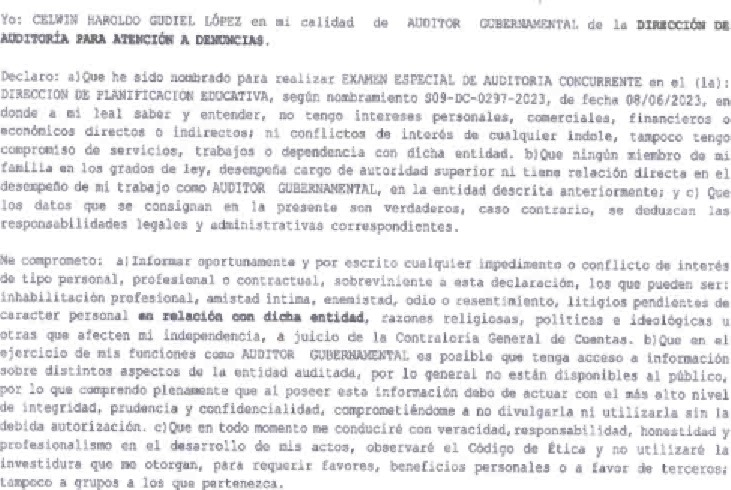 Yo: CELWIN HAROLDO GUDIEL LÓPEZ en mi calidad de AUDITOR GUBERNAMENTAL de la DIRECCIÓN DE
AUDITORÍA PARA ATENCIÓN A DENUNCIAS.
Declaro: a)Que he sido nombrado para realizar EXAMEN ESPECIAL DE AUDITORIA CONCURRENTE en el (la):
DIRECCION DE PLANIFICACION EDUCATIVA, según nombramiento S09-DC-0297-2023, de fecha 08/06/2023, en
donde a mi leal saber y entender, no tengo intereses personales, comerciales, financieros o
económicos directos o indirectos; ni conflictos de interés de cualquier índole, tampoco tengo
compromiso de servicios, trabajos o dependencia con dicha entidad. b)Que ningún miembro de mi
familia en los grados de ley, desempeña cargo de autoridad superior ni tiene relación directa en el
desempeño de mi trabajo como AUDITOR GUBERNAMENTAL, en la entidad descrita anteriormente; y c) Que
los datos que se consignan en la presente son verdaderos, caso contrario, se deduzcan las
responsabilidades legales y administrativas correspondientes.
Me comprometo: a)Informar oportunamente y por escrito cualquier impedimento o conflicto de interés
de tipo personal, profesional o contractual, sobreviniente a esta declaración, los que pueden ser:
inhabilitación profesional, amistad íntima, enemistad, odio o resentimiento, litigios pendientes de
carácter personal en relación con dicha entidad, razones religiosas, políticas e ideológicas u
otras que afecten mi independencia, a juicio de la Contraloría General de Cuentas. b)Que en el
ejercicio de mis funciones como AUDITOR GUBERNAMENTAL es posible que tenga acceso a información
sobre distintos aspectos de la entidad auditada, por lo general no están disponibles al público,
por lo que comprendo plenamente que al poseer esta información debo de actuar con el más alto nivel
de integridad, prudencia y confidencialidad, comprometiéndome a no divulgarla ni utilizarla sin la
debida autorización. c)Que en todo momento me conduciré con veracidad,responsabilidad, honestidad y
profesionalismo en el desarrollo de mis actos, observaré el Código de Ética y no utilizaré la
investidura que me otorgan, para requerir favores, beneficios personales o a favor de terceros;
tampoco a grupos a los que pertenezca.